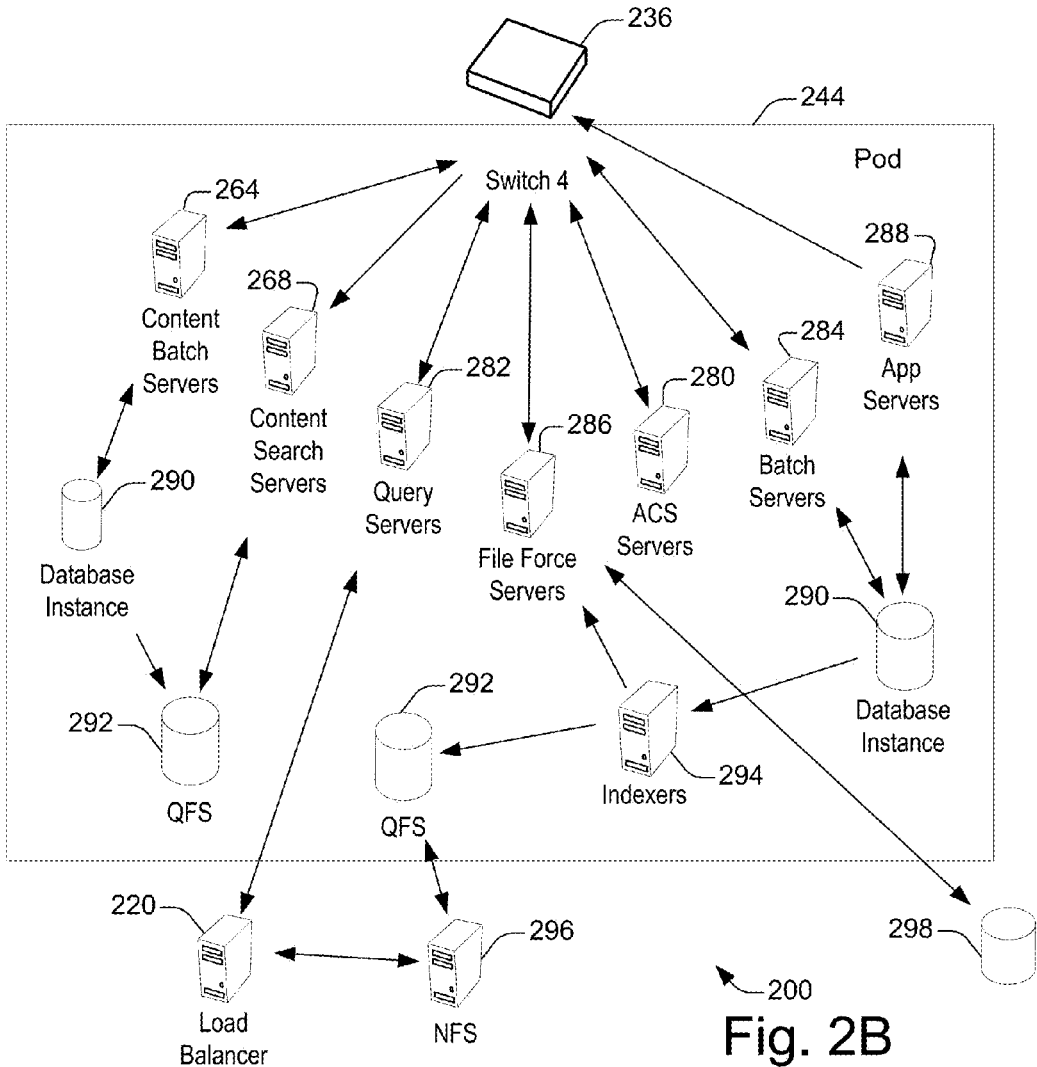 236
244
Pod
Switch 4
264
Content
Batch
Servers
268
Content
Search
Servers
282
Query
Servers
286
File Force
Servers
280
ACS
Servers
284
Batch
Servers
288
App
Servers
290
Database
Instance
290
Database
Instance
292
QFS
292
QFS
294
Indexers
220
Load
Balancer
296
NFS
298
200
Fig. 2B